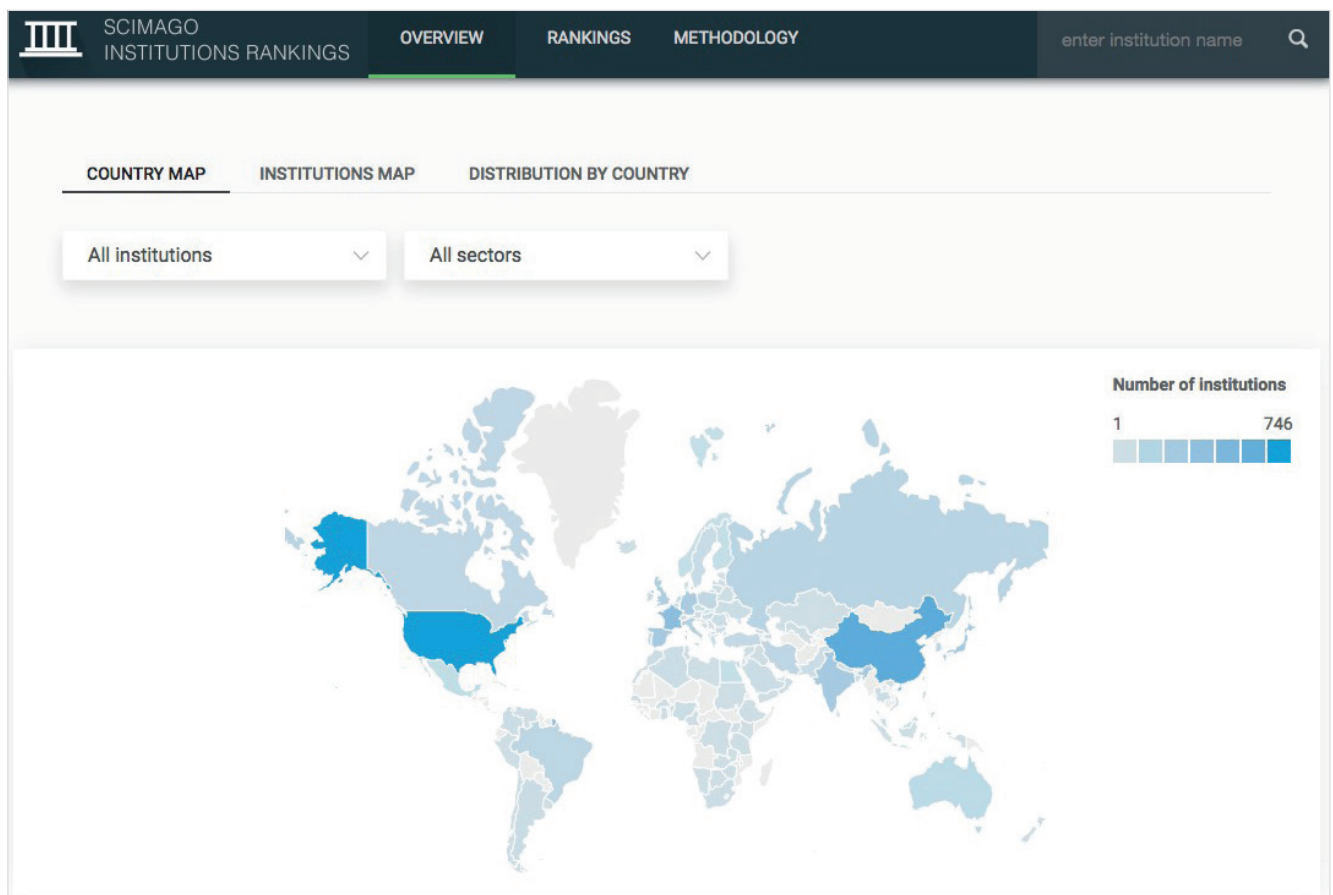 SCIMAGO
INSTITUTIONS RANKINGS
OVERVIEW
RANKINGS
METHODOLOGY
enter institution name
COUNTRY MAP
INSTITUTIONS MAP
DISTRIBUTION BY COUNTRY
All institutions
All sectors
Number of institutions
1
746